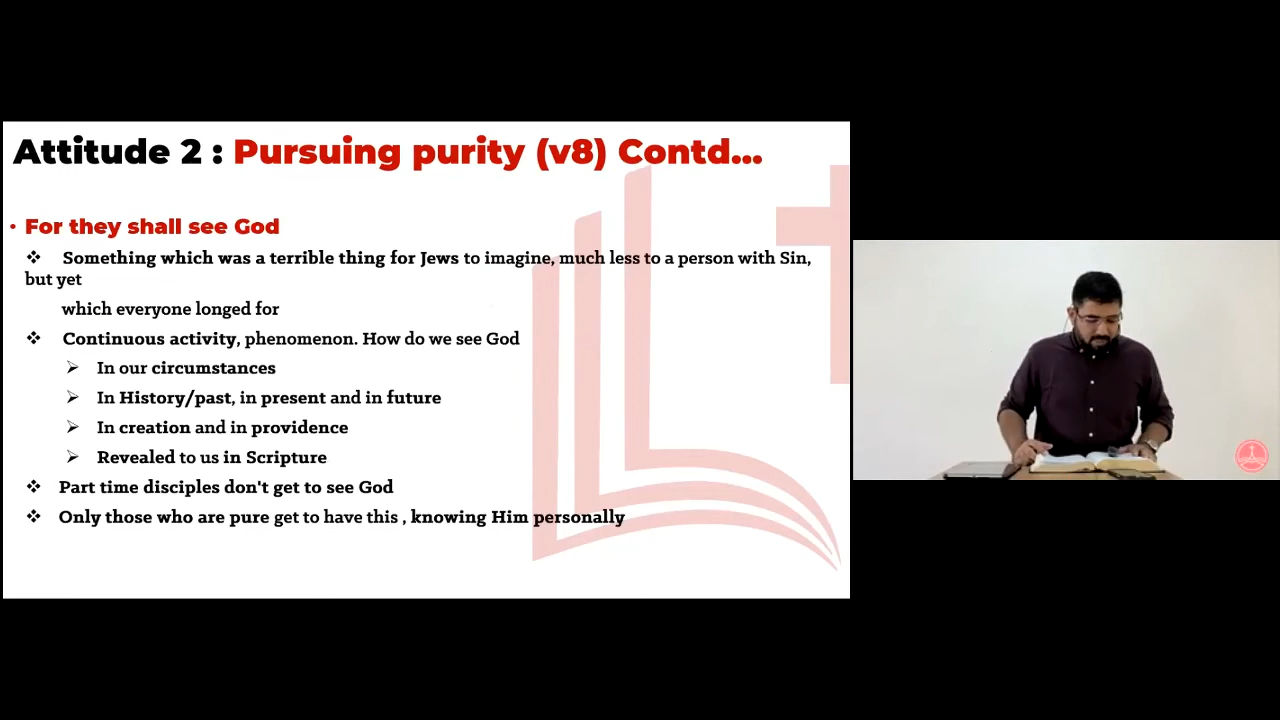 Attitude 2 : Pursuing purity (v8) Contd...
• For they shall see God
❖ Something which was a terrible thing for Jews to imagine, much less to a person with Sin,
but yet
which everyone longed for
❖ Continuous activity, phenomenon. How do we see God
➢ In our circumstances
➢ In History/past, in present and in future
➢ In creation and in providence
➢ Revealed to us in Scripture
❖ Part time disciples don't get to see God
❖ Only those who are pure get to have this , knowing Him personally